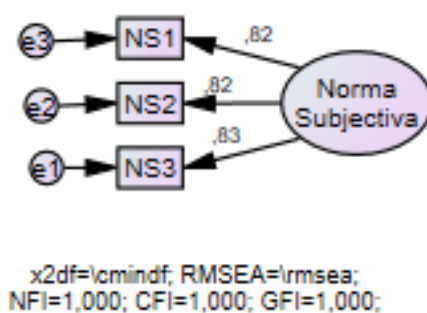 e3 NS1 ,82
e2 NS2 ,82 Norma
Subjectiva
,83
e1 NS3
x2df=\cmindf; RMSEA=\rmsea;
NFI=1,000; CFI=1,000; GFI=1,000;